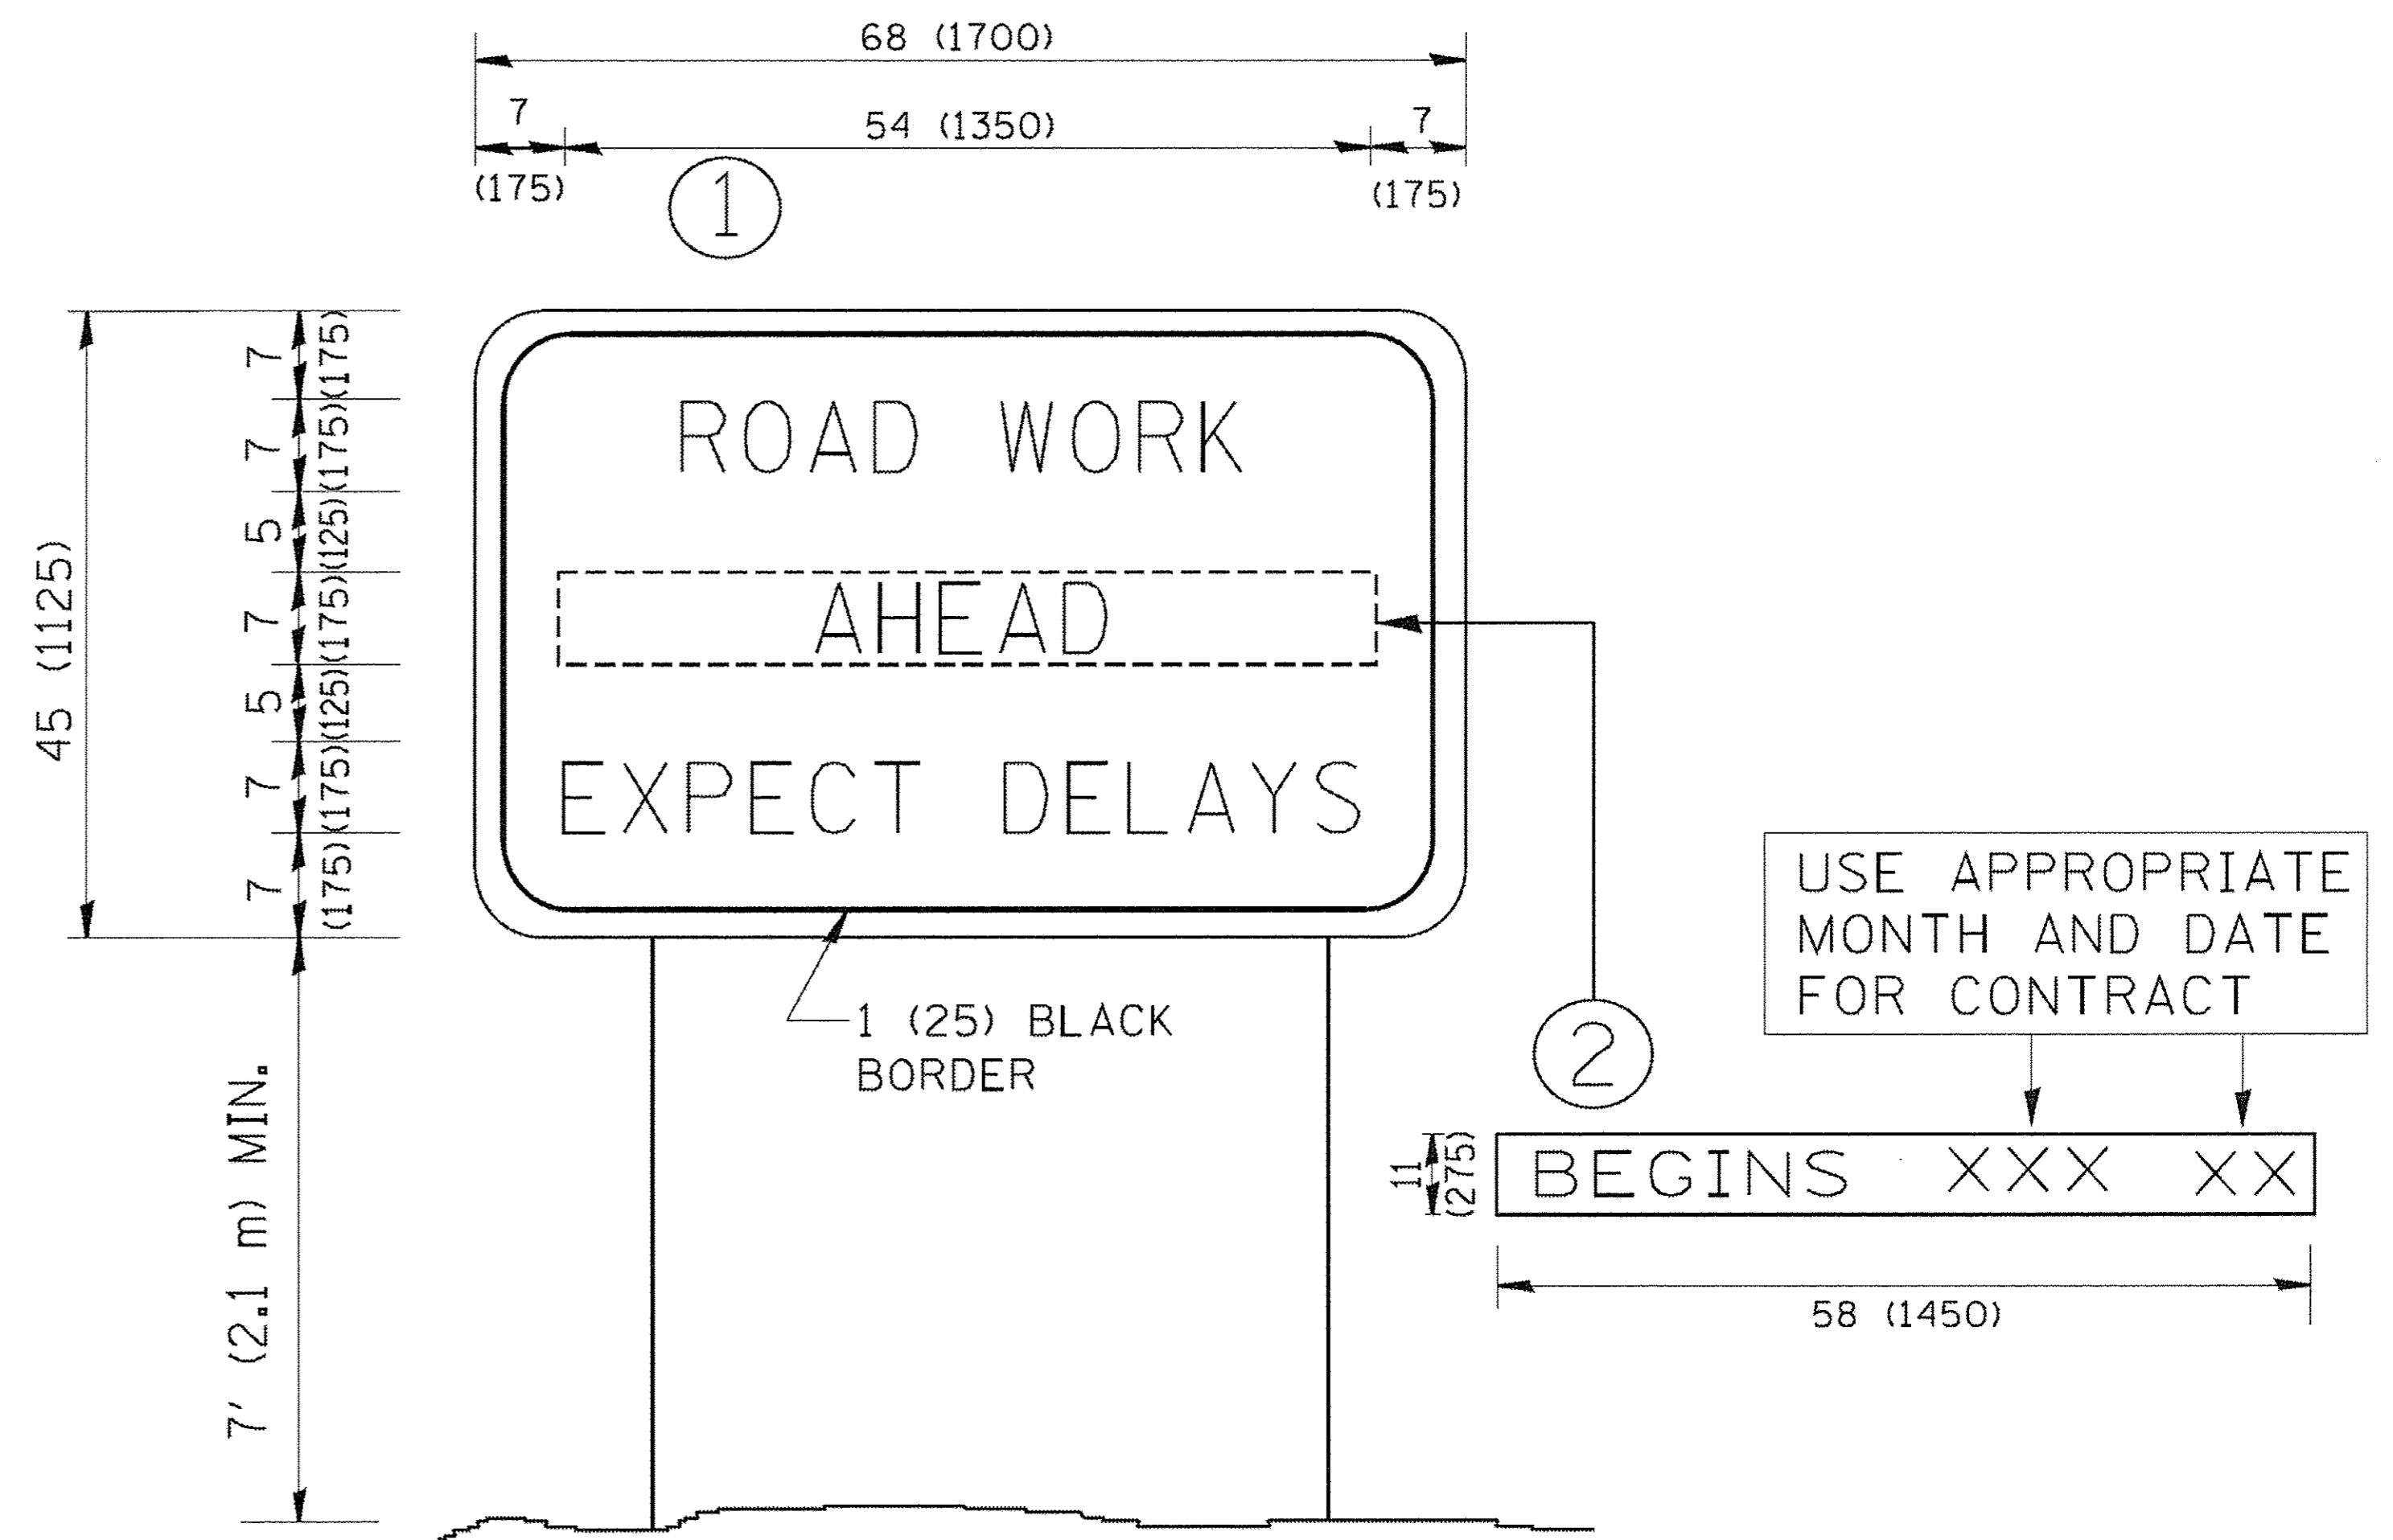 68 (1700)
7
54 (1350)
7
(175)
(175)
1
45 (1125)
7
(175)
7
(175)
5
(125)
7
(175)
5
(125)
7
(175)
7
(175)
7' (2.1 m) MIN.
ROAD WORK
AHEAD
EXPECT DELAYS
1 (25) BLACK
BORDER
2
USE APPROPRIATE
MONTH AND DATE
FOR CONTRACT
BEGINS XXX XX
11
(275)
58 (1450)